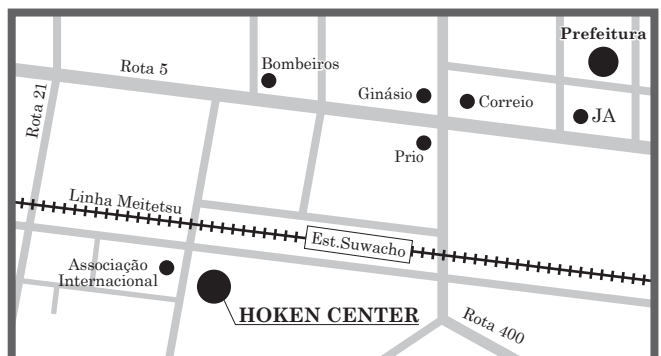 Prefeitura
Bombeiros
Rota 5
Ginásio
Correio
JA
Rota 21
Prio
Linha Meitetsu
Est.Suwacho
Associação
Internacional
HOKEN CENTER
Rota 400